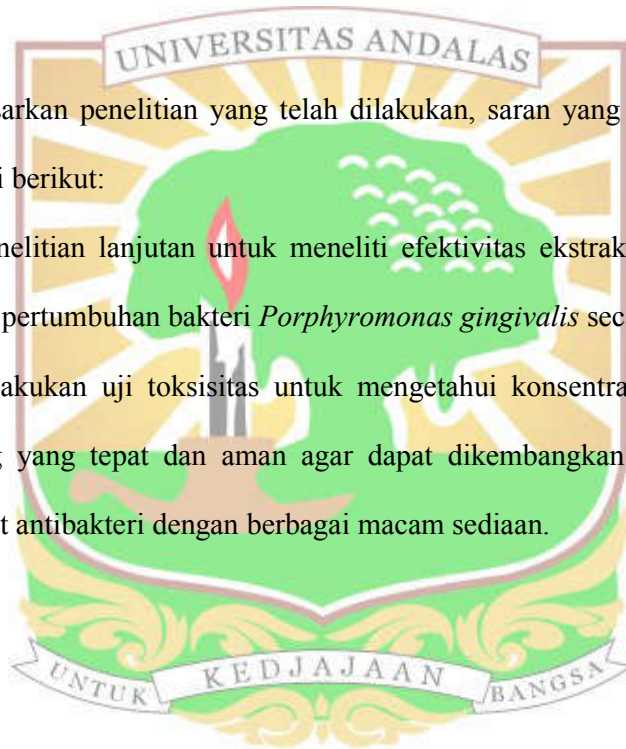 UNIVERSITAS ANDALAS
sarkan penelitian yang telah dilakukan, saran yang
i berikut:
nelitian lanjutan untuk meneliti efektivitas ekstrak
pertumbuhan bakteri Porphyromonas gingivalis sec
akukan uji toksisitas untuk mengetahui konsentra
g yang tepat dan aman agar dapat dikembangkan
t antibakteri dengan berbagai macam sediaan.
UNTUK KEDJAJAAN BANGSA